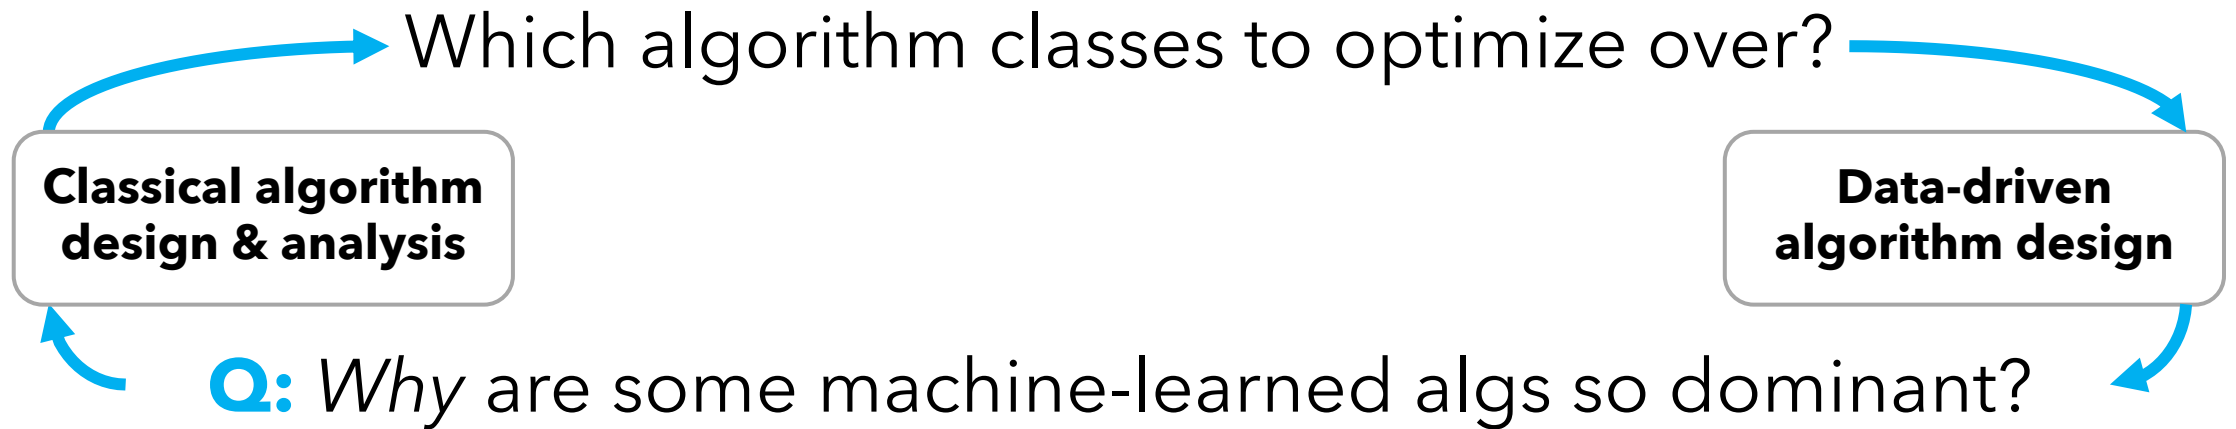 Which algorithm classes to optimize over?
Classical algorithm
design & analysis
Data-driven
algorithm design
Q: Why are some machine-learned algs so dominant?